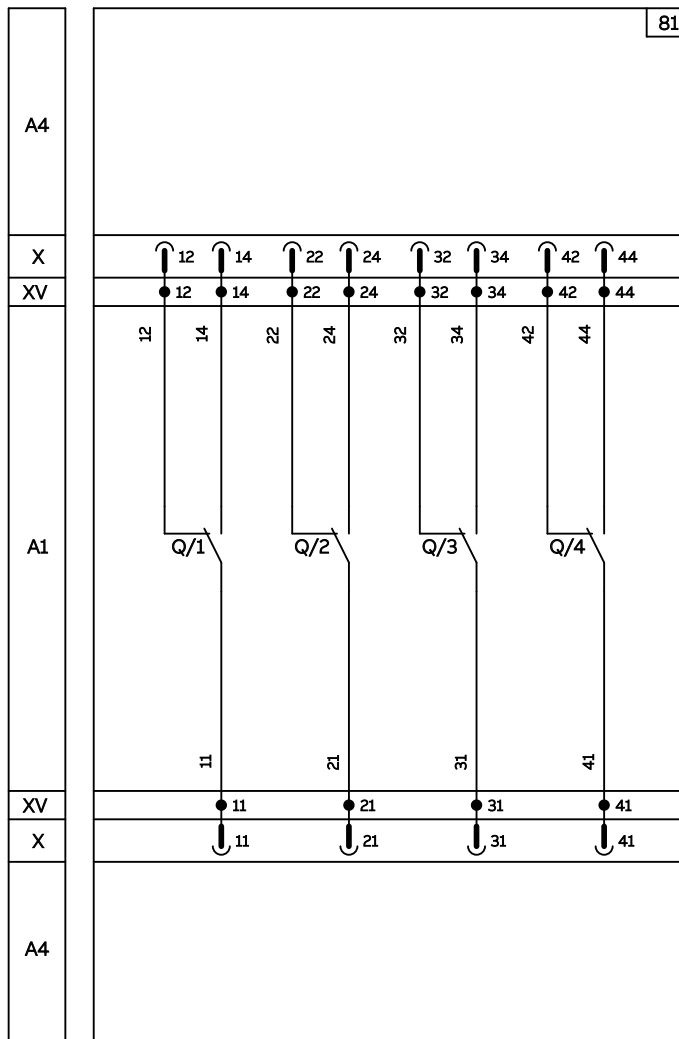 81
A4
X 12 14 22 24 32 34 42 44
XV 12 14 22 24 32 34 42 44
12 14 22 24 32 34 42 44
A1 Q/1 Q/2 Q/3 Q/4
11 21 31 41
XV 11 21 31 41
X 11 21 31 41
A4